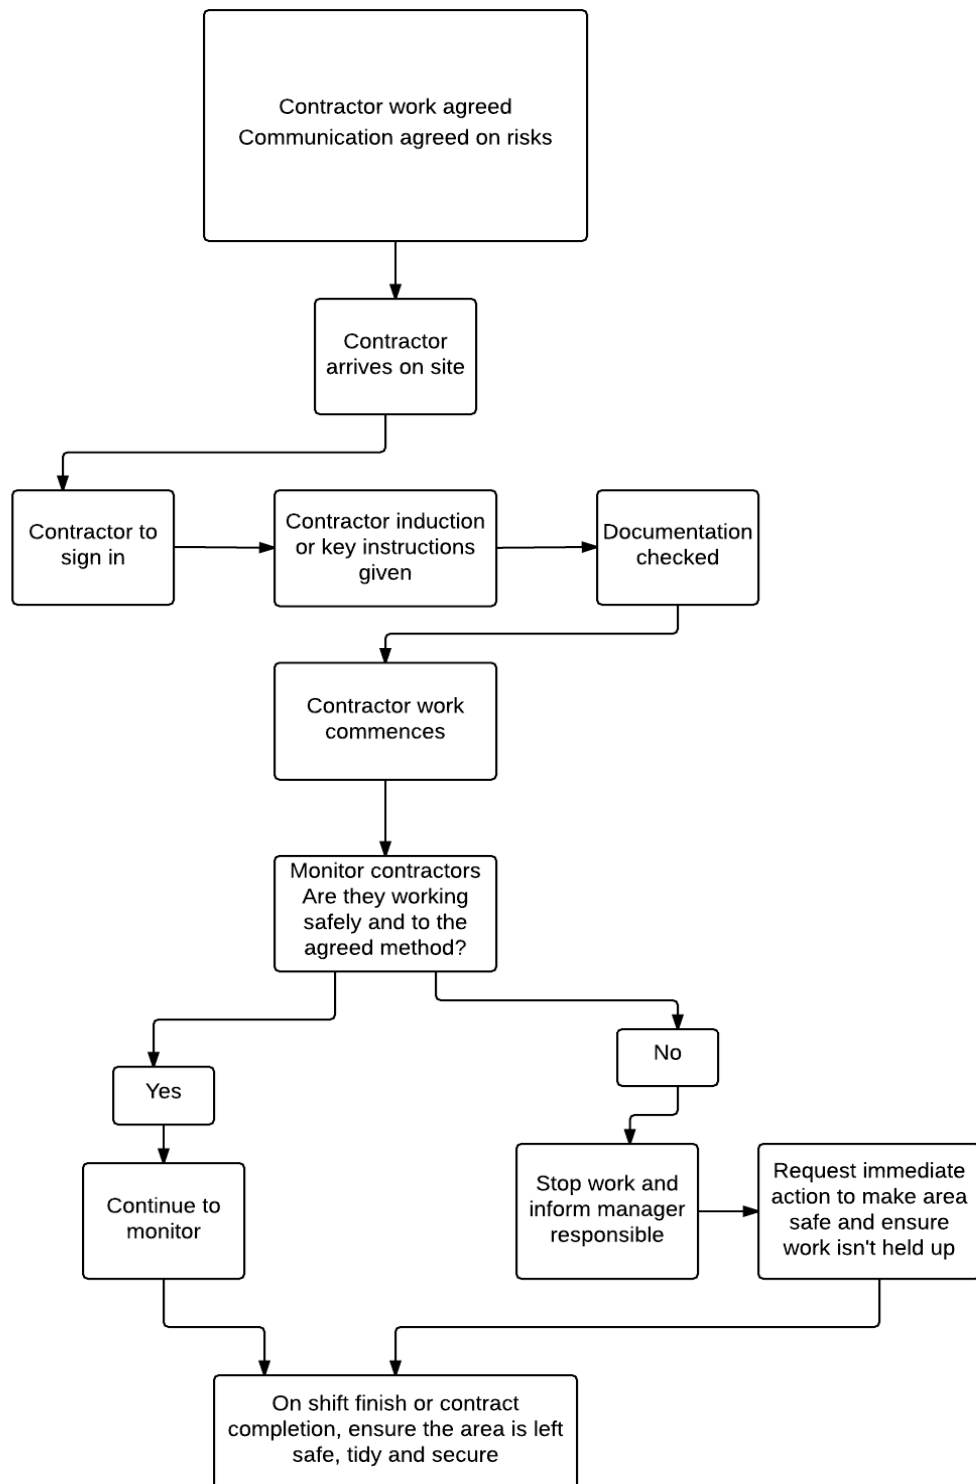 Contractor work agreed
Communication agreed on risks
Contractor
arrives on site
Contractor to
sign in
Contractor induction
or key instructions
given
Documentation
checked
Contractor work
commences
Monitor contractors
Are they working
safely and to the
agreed method?
Yes
No
Continue to
monitor
Stop work and
inform manager
responsible
Request immediate
action to make area
safe and ensure
work isn't held up
On shift finish or contract
completion, ensure the area is left
safe, tidy and secure